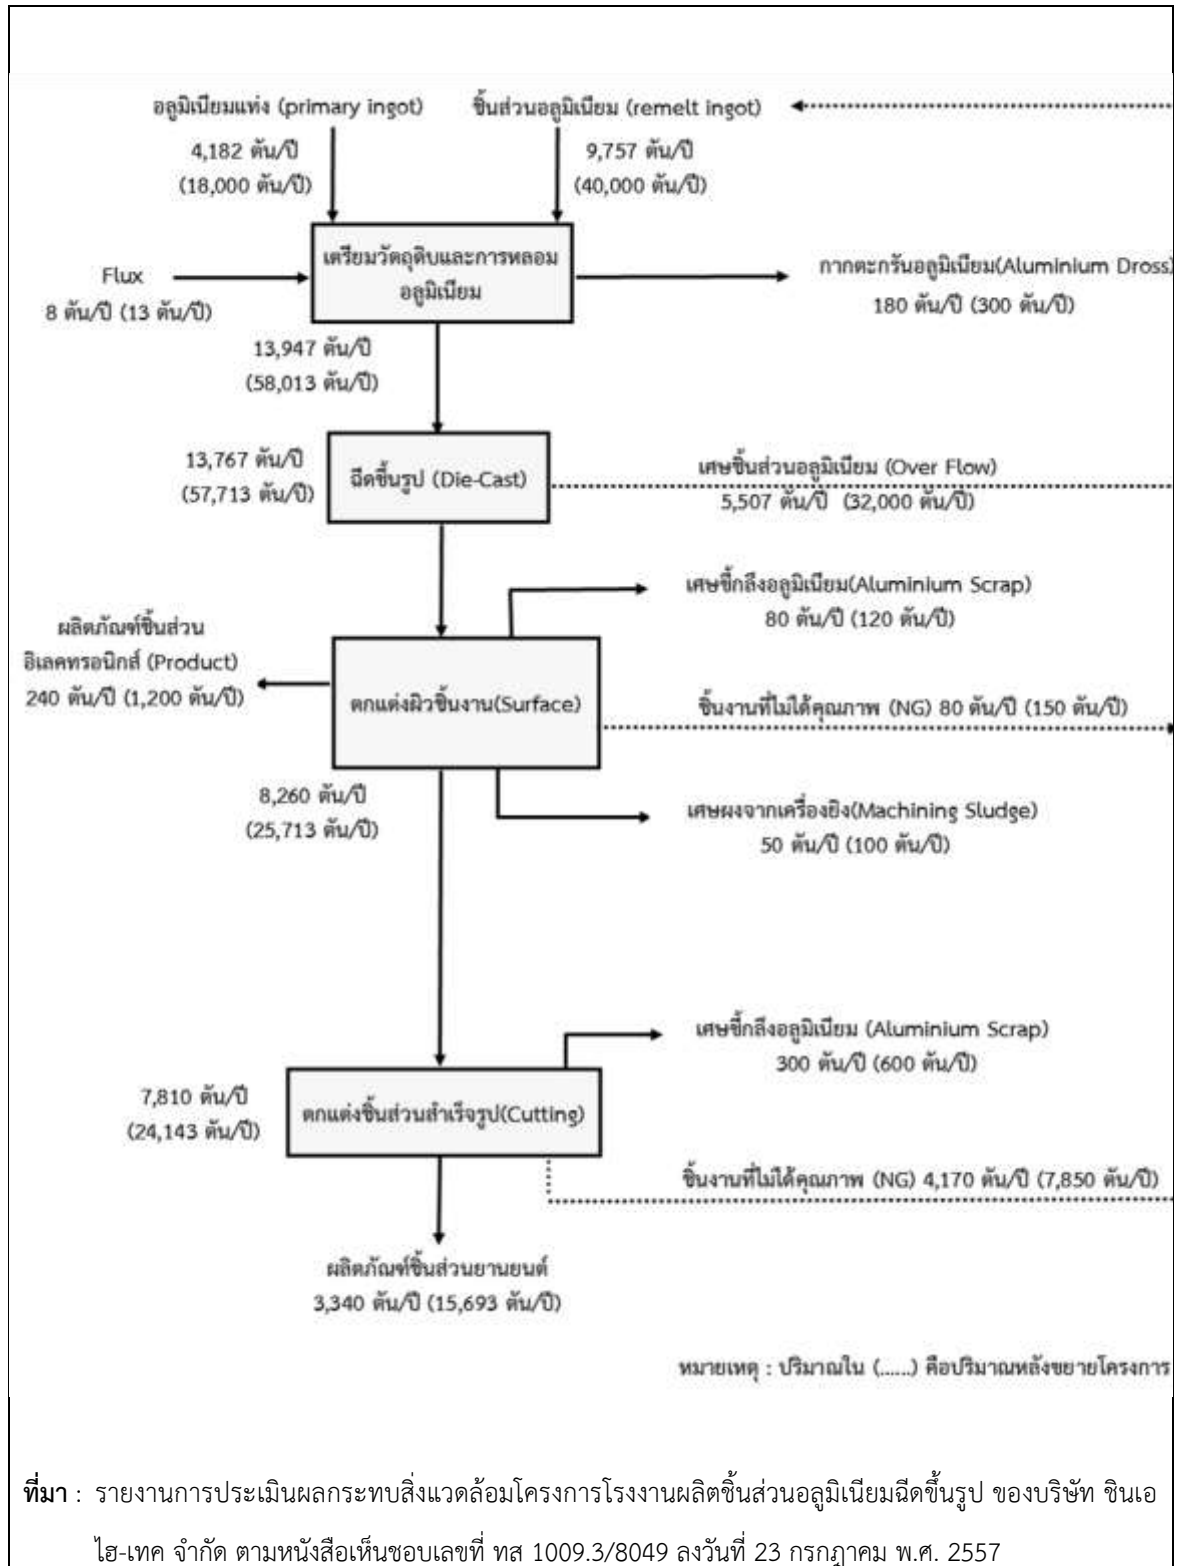 อลูมิเนียมแท่ง (primary ingot)
4,182 ตัน/ปี
(18,000 ตัน/ปี)
ชิ้นส่วนอลูมิเนียม (remelt ingot)
9,757 ตัน/ปี
(40,000 ตัน/ปี)
Flux
8 ตัน/ปี (13 ตัน/ปี)
เตรียมวัตถุดิบและการหลอม
อลูมิเนียม
กากตะกรันอลูมิเนียม(Aluminium Dross)
180 ตัน/ปี (300 ตัน/ปี)
13,947 ตัน/ปี
(58,013 ตัน/ปี)
13,767 ตัน/ปี
(57,713 ตัน/ปี)
ฉีดขึ้นรูป (Die-Cast)
เศษชิ้นส่วนอลูมิเนียม (Over Flow)
5,507 ตัน/ปี (32,000 ตัน/ปี)
เศษขี้กลึงอลูมิเนียม(Aluminium Scrap)
80 ตัน/ปี (120 ตัน/ปี)
ผลิตภัณฑ์ชิ้นส่วน
อิเลคทรอนิกส์ (Product)
240 ตัน/ปี (1,200 ตัน/ปี)
ตกแต่งผิวชิ้นงาน(Surface)
ชิ้นงานที่ไม่ได้คุณภาพ (NG) 80 ตัน/ปี (150 ตัน/ปี)
8,260 ตัน/ปี
(25,713 ตัน/ปี)
เศษผงจากเครื่องยิง(Machining Sludge)
50 ตัน/ปี (100 ตัน/ปี)
เศษขี้กลึงอลูมิเนียม (Aluminium Scrap)
300 ตัน/ปี (600 ตัน/ปี)
7,810 ตัน/ปี
(24,143 ตัน/ปี)
ตกแต่งชิ้นส่วนสำเร็จรูป(Cutting)
ชิ้นงานที่ไม่ได้คุณภาพ (NG) 4,170 ตัน/ปี (7,850 ตัน/ปี)
ผลิตภัณฑ์ชิ้นส่วนยานยนต์
3,340 ตัน/ปี (15,693 ตัน/ปี)
หมายเหตุ : ปริมาณใน (......) คือปริมาณหลังขยายโครงการ
ที่มา : รายงานการประเมินผลกระทบสิ่งแวดล้อมโครงการโรงงานผลิตชิ้นส่วนอลูมิเนียมฉีดขึ้นรูป ของบริษัท ชินเอ
ไฮ-เทค จำกัด ตามหนังสือเห็นชอบเลขที่ ทส 1009.3/8049 ลงวันที่ 23 กรกฎาคม พ.ศ. 2557